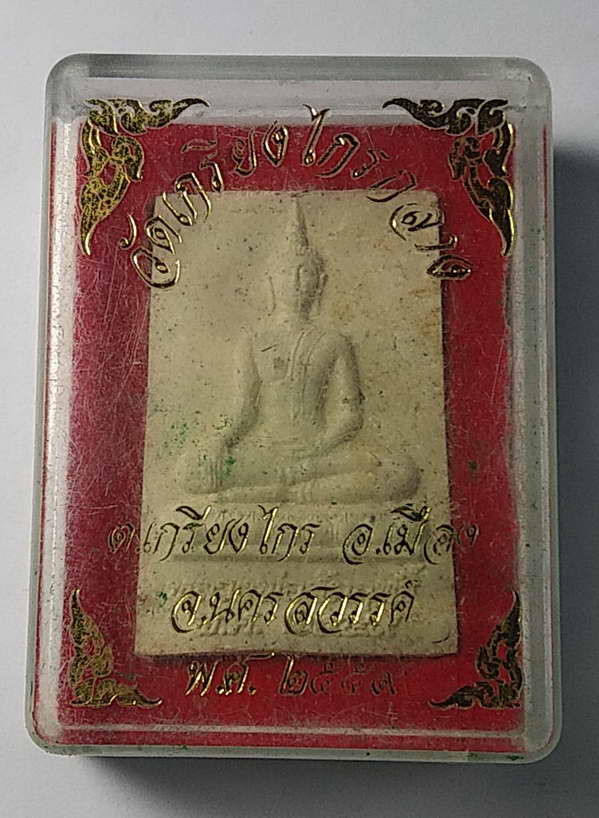 วัดเกรียงไกรกลาง
ต.เกรียงไกร อ.เมือง
จ.นครสวรรค์
พ.ศ. ๒๕๕๓